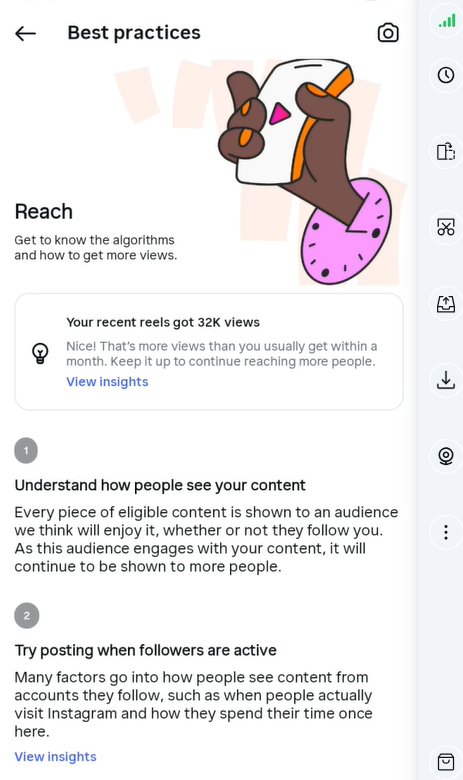 Best practices
Reach
Get to know the algorithms
and how to get more views.
Your recent reels got 32K views
Nice! That's more views than you usually get within a
month. Keep it up to continue reaching more people.
View insights
1
Understand how people see your content
Every piece of eligible content is shown to an audience
we think will enjoy it, whether or not they follow you.
As this audience engages with your content, it will
continue to be shown to more people.
2
Try posting when followers are active
Many factors go into how people see content from
accounts they follow, such as when people actually
visit Instagram and how they spend their time once
here.
View insights